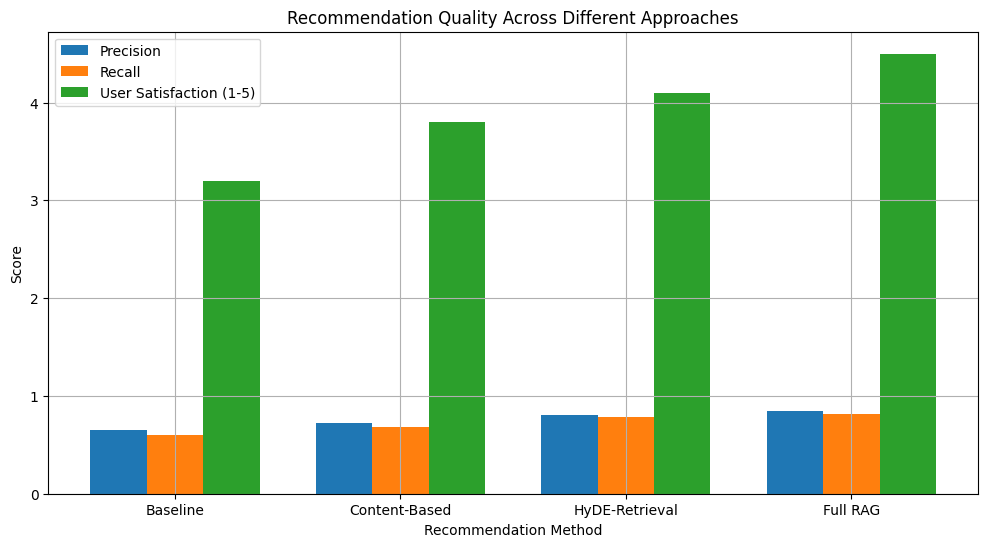 Recommendation Quality Across Different Approaches
Precision
Recall
User Satisfaction (1-5)
Score
4
3
2
1
0
Baseline Content-Based HyDE-Retrieval Full RAG
Recommendation Method